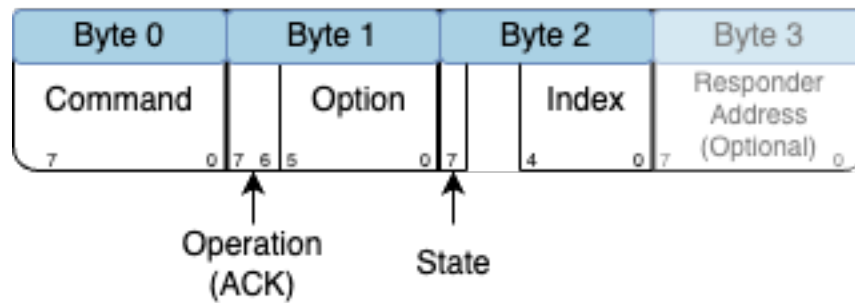 Byte 0 Byte 1 Byte 2 Byte 3
Command Option Index Responder
Address
(Optional)
7 0 7 6 5 0 7 4 0 7 0
Operation
(ACK)
State